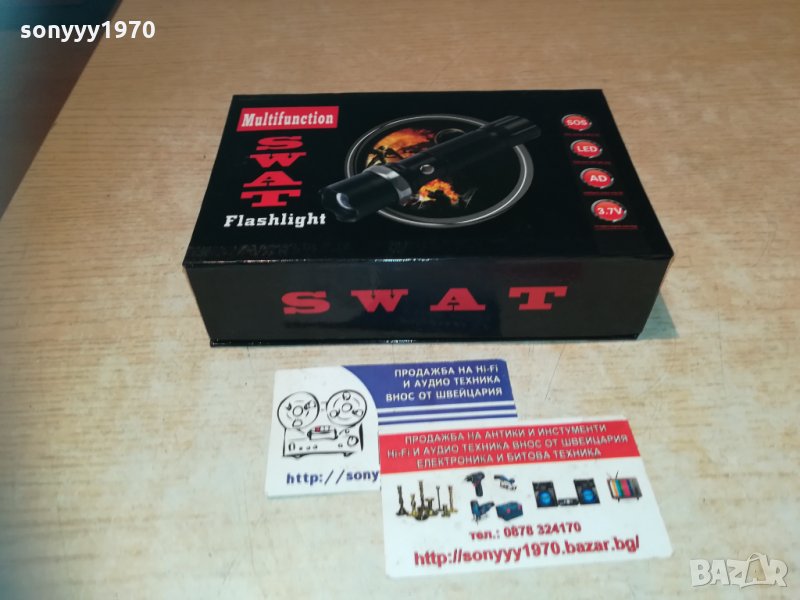 sonyyy1970
Multifunction
SWAT
Flashlight
SOS
LED
AD
3.7V
SWAT
ПРОДАЖБА НА Hi-Fi
И АУДИО ТЕХНИКА
ВНОС ОТ ШВЕЙЦАРИЯ
http://sony
ПРОДАЖБА НА АНТИКИ И ИНСТУМЕНТИ
Hi-Fi И АУДИО ТЕХНИКА ВНОС ОТ ШВЕИЦАРИЯ
ЕЛЕКТРОНИКА И БИТОВА ТЕХНИКА
тел.: 0878 324170
http://sonyyy1970.bazar.bg/
BAZAR